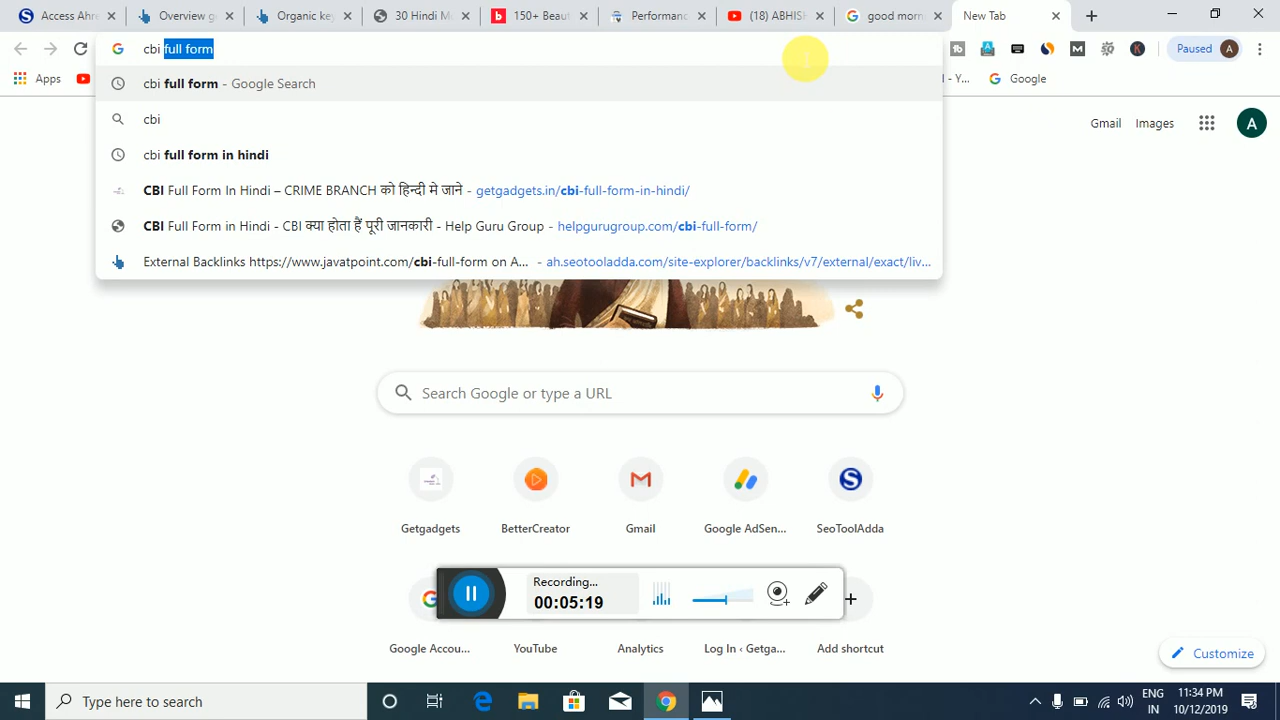 Access Ahre
Overview ge
Organic key
30 Hindi Mo
150+ Beaut
Performanc
(18) ABHISH
good morn
New Tab
cbi full form
Paused A
Apps
- Y...
Google
cbi full form - Google Search
cbi
cbi full form in hindi
CBI Full Form In Hindi – CRIME BRANCH को हिन्दी मे जाने - getgadgets.in/cbi-full-form-in-hindi/
CBI Full Form in Hindi - CBI क्या होता हैं पूरी जानकारी - Help Guru Group - helpgurugroup.com/cbi-full-form/
External Backlinks https://www.javatpoint.com/cbi-full-form on A... - ah.seotooladda.com/site-explorer/backlinks/v7/external/exact/liv...
Gmail Images A
Search Google or type a URL
Getgadgets
BetterCreator
Gmail
Google AdSen...
SeoToolAdda
Recording...
00:05:19
Google Accou...
YouTube
Analytics
Log In ‹ Getga...
Add shortcut
Customize
Type here to search
ENG
IN
11:34 PM
10/12/2019